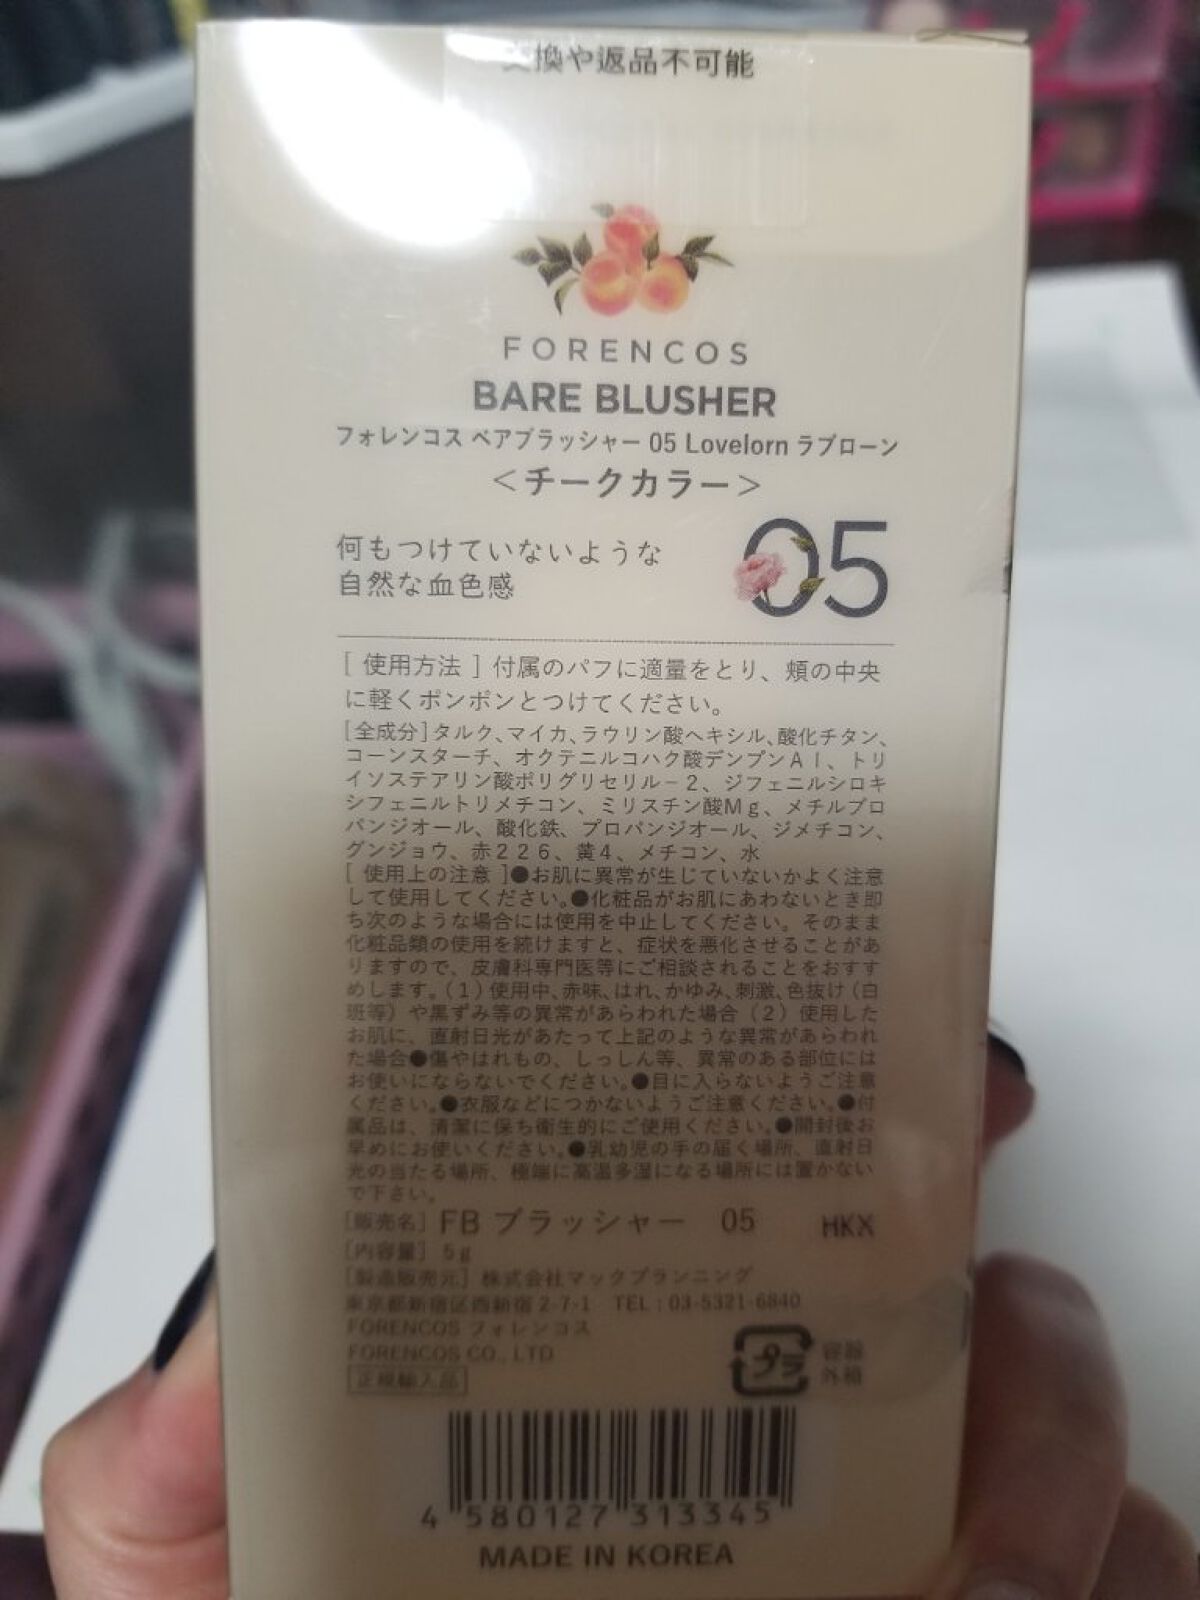 換や返品不可能
FORENCOS
BARE BLUSHER
フォレンコス ベアブラッシャー 05 Lovelorn ラブローン
＜チークカラー＞
何もつけていないような
自然な血色感
05
[ 使用方法 ] 付属のパフに適量をとり、頬の中央
に軽くポンポンとつけてください。
[全成分]タルク、マイカ、ラウリン酸ヘキシル、酸化チタン、
コーンスターチ、オクテニルコハク酸デンプンAl、トリ
イソステアリン酸ポリグリセリル－2、ジフェニルシロキ
シフェニルトリメチコン、ミリスチン酸Mg、メチルプロ
パンジオール、酸化鉄、プロパンジオール、ジメチコン、
グンジョウ、赤226、黄4、メチコン、水
[ 使用上の注意 ]●お肌に異常が生じていないかよく注意
して使用してください。●化粧品がお肌にあわないとき即
ち次のような場合には使用を中止してください。そのまま
化粧品類の使用を続けますと、症状を悪化させることがあ
りますので、皮膚科専門医等にご相談されることをおすす
めします。(1)使用中、赤味、はれ、かゆみ、刺激、色抜け(白
斑等)や黒ずみ等の異常があらわれた場合(2)使用した
お肌に、直射日光があたって上記のような異常があらわれ
た場合●傷やはれもの、しっしん等、異常のある部位には
お使いにならないでください。●目に入らないようご注意
ください。●衣服などにつかないようご注意ください。●付
属品は、清潔に保ち衛生的にご使用ください。●開封後お
早めにお使いください。●乳幼児の手の届く場所、直射日
光の当たる場所、極端に高温多湿になる場所には置かない
で下さい。
[販売名] FB ブラッシャー 05 HKX
[内容量] 5g
[製造販売元] 株式会社マックプランニング
東京都新宿区西新宿 2-7-1 TEL : 03-5321-6840
FORENCOS フォレンコス
FORENCOS CO., LTD
正規輸入品
プラ
容器
外箱
4 580127 313345
MADE IN KOREA